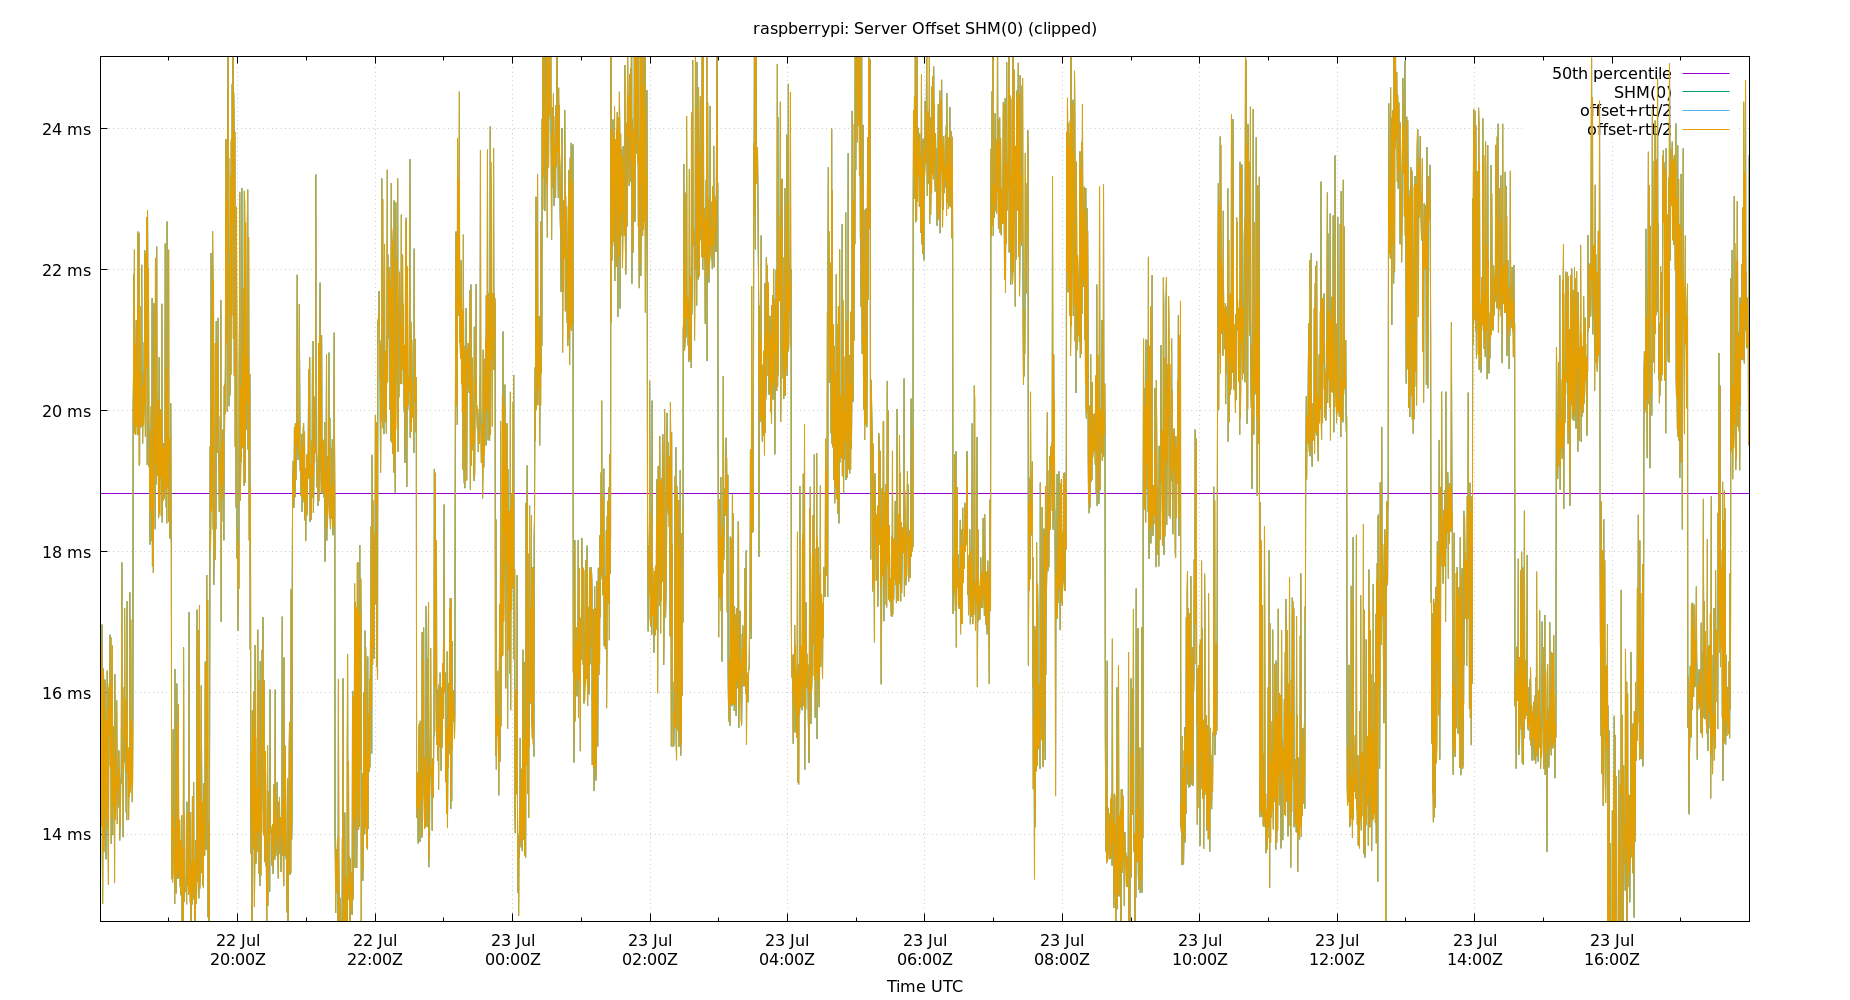 raspberrypi: Server Offset SHM(0) (clipped)
50th percentile
SHM(0)
offset+rtt/2
offset-rtt/2
24 ms
22 ms
20 ms
18 ms
16 ms
14 ms
22 Jul 22 Jul 23 Jul 23 Jul 23 Jul 23 Jul 23 Jul 23 Jul 23 Jul 23 Jul 23 Jul
20:00Z 22:00Z 00:00Z 02:00Z 04:00Z 06:00Z 08:00Z 10:00Z 12:00Z 14:00Z 16:00Z
Time UTC